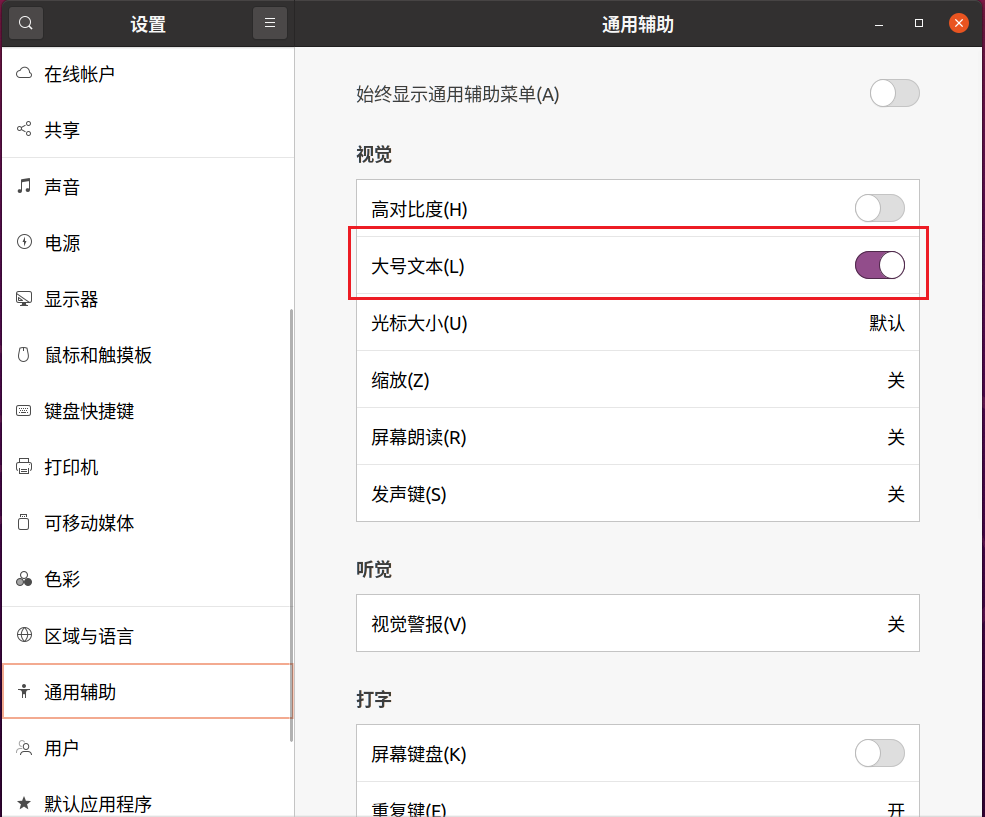 设置
通用辅助
在线帐户
共享
声音
电源
显示器
鼠标和触摸板
键盘快捷键
打印机
可移动媒体
色彩
区域与语言
通用辅助
用户
默认应用程序
始终显示通用辅助菜单(A)
视觉
高对比度(H)
大号文本(L)
光标大小(U) 默认
缩放(Z) 关
屏幕朗读(R) 关
发声键(S) 关
听觉
视觉警报(V) 关
打字
屏幕键盘(K)
重复键(E) 开